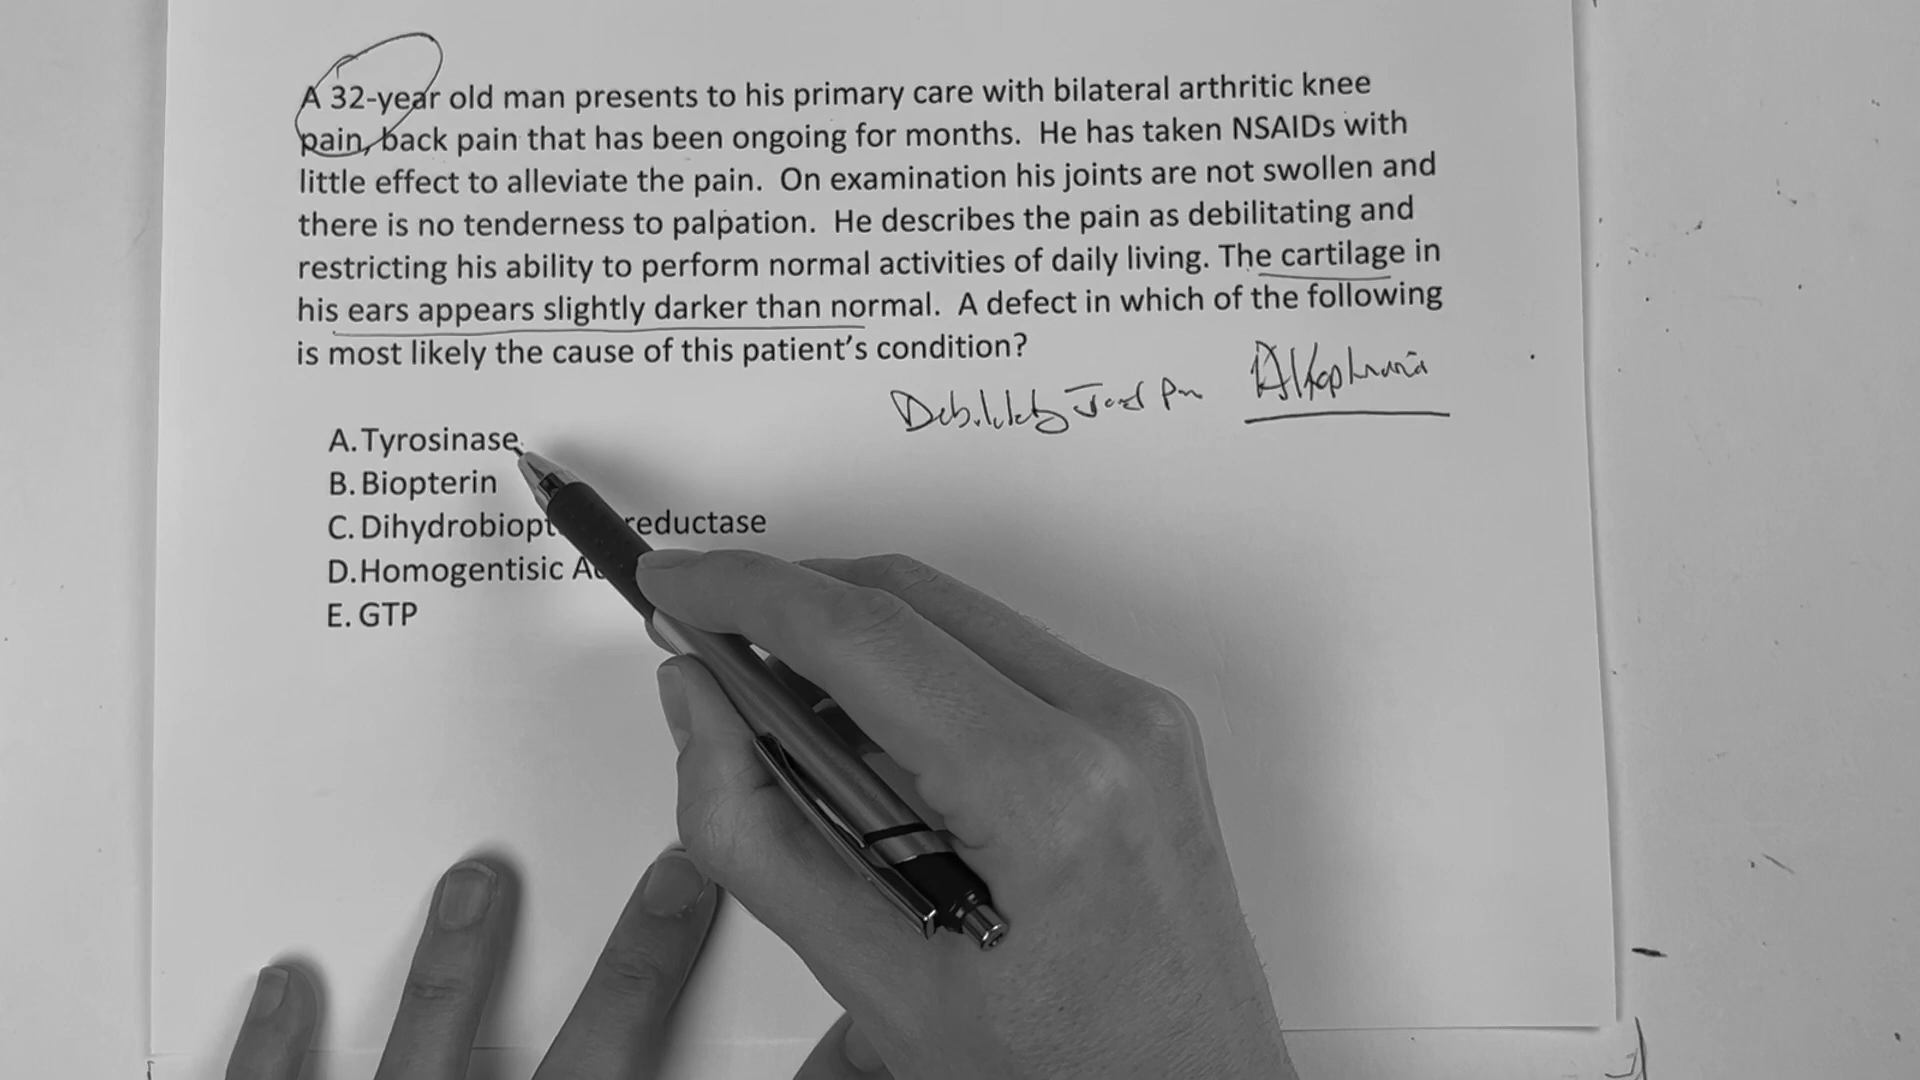 A 32-year old man presents to his primary care with bilateral arthritic knee
pain, back pain that has been ongoing for months. He has taken NSAIDs with
little effect to alleviate the pain. On examination his joints are not swollen and
there is no tenderness to palpation. He describes the pain as debilitating and
restricting his ability to perform normal activities of daily living. The cartilage in
his ears appears slightly darker than normal. A defect in which of the following
is most likely the cause of this patient's condition?
A. Tyrosinase
B. Biopterin
C. Dihydrobiopt reductase
D. Homogentisic
E. GTP